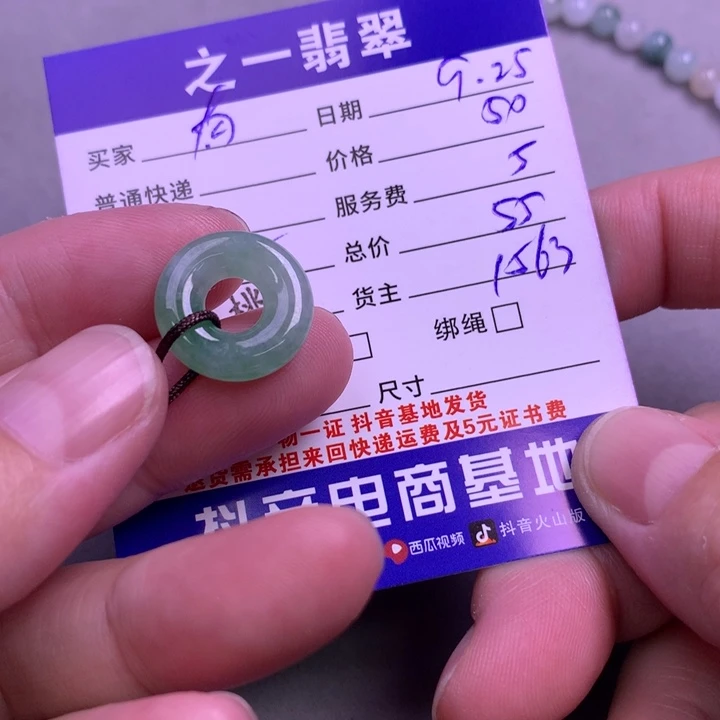 之一翡翠
买家 日期 9.25
普通快递 价格 50
服务费 5
总价 55
货主 1563
绑绳
尺寸
物一证 抖音基地发货
退货需承担来回快递运费及5元证书费
抖音电商基地
西瓜视频 抖音火山版